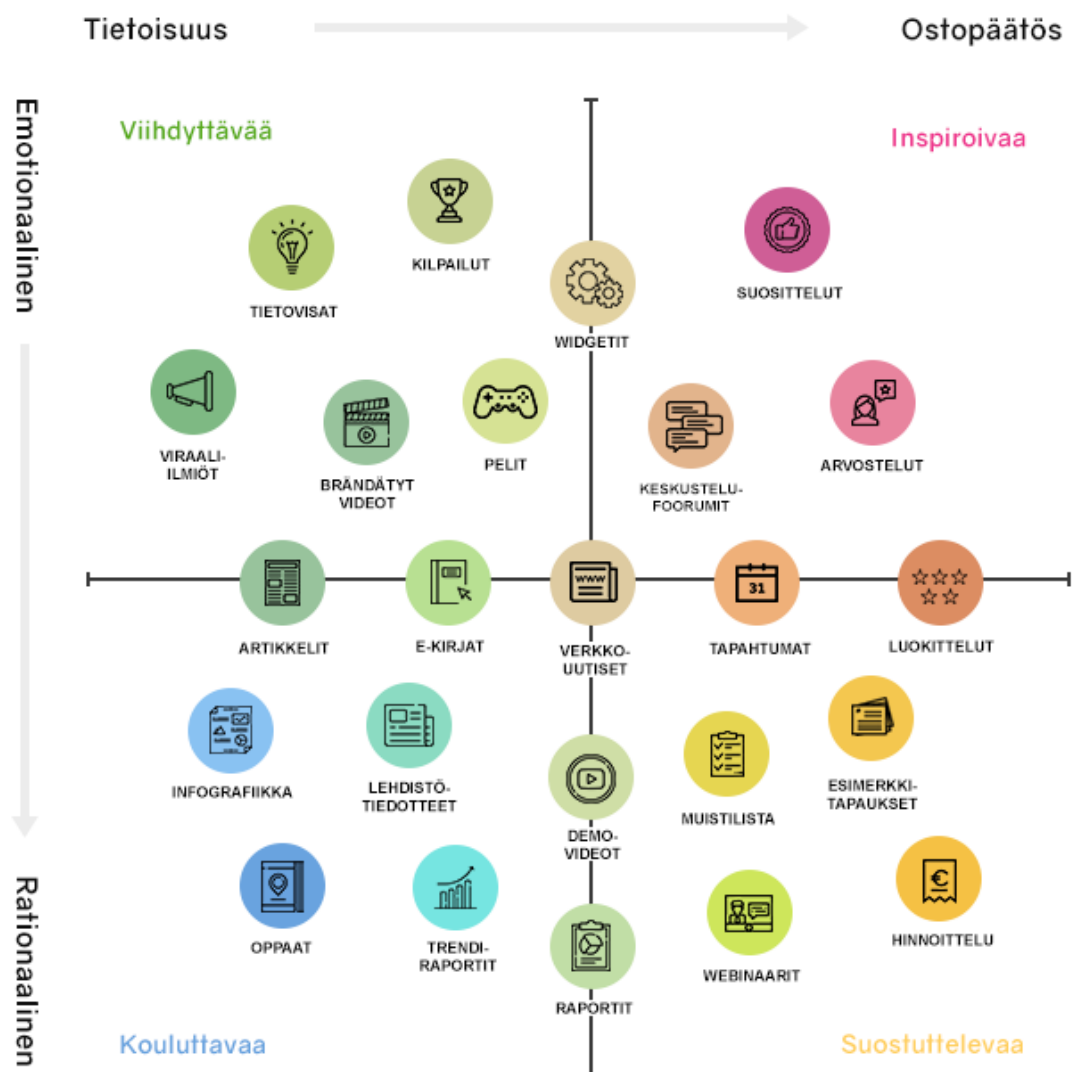 Tietoisuus
Ostopäätös
Emotionaalinen
Viihdyttävää
Inspiroivaa
KILPAILUT
TIETOVISAT
SUOSITTELUT
WIDGETIT
VIRAALI-
ILMIÖT
BRÄNDÄTYT
VIDEOT
PELIT
KESKUSTELU-
FOORUMIT
ARVOSTELUT
ARTIKKELIT
E-KIRJAT
WWW
VERKKO-
UUTISET
31
TAPAHTUMAT
LUOKITTELUT
INFOGRAFIIKKA
LEHDISTÖ-
TIEDOTTEET
DEMO-
VIDEOT
MUISTILISTA
ESIMERKKI-
TAPAUKSET
Rationaalinen
OPPAAT
TRENDI-
RAPORTIT
RAPORTIT
WEBINAARIT
€
HINNOITTELU
Kouluttavaa
Suostuttelevaa